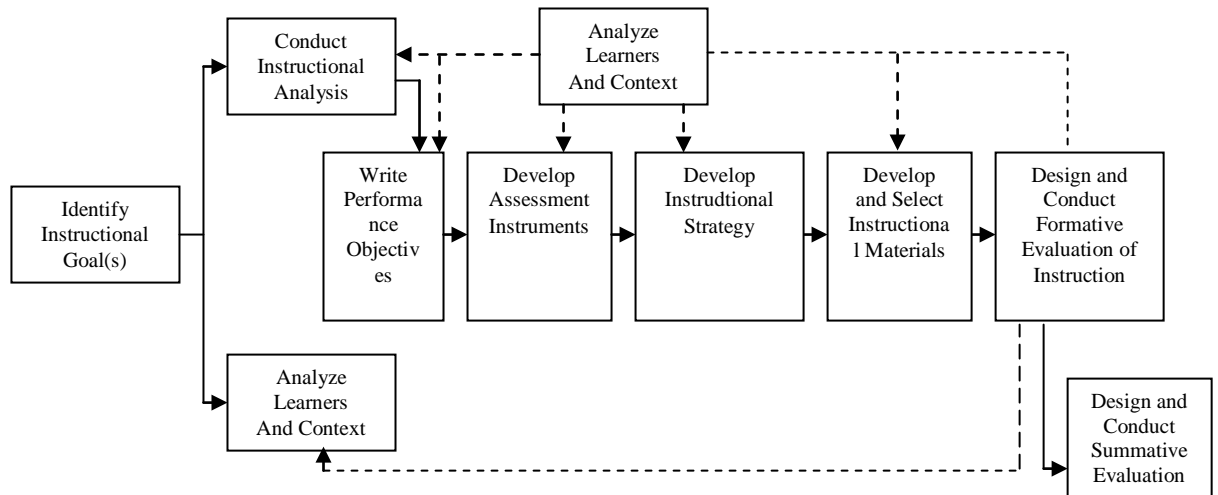 Conduct
Instructional
Analysis
Analyze
Learners
And Context
Identify
Instructional
Goal(s)
Write
Performa
nce
Objectiv
es
Develop
Assessment
Instruments
Develop
Instrudtional
Strategy
Develop
and Select
Instructiona
l Materials
Design and
Conduct
Formative
Evaluation of
Instruction
Analyze
Learners
And Context
Design and
Conduct
Summative
Evaluation